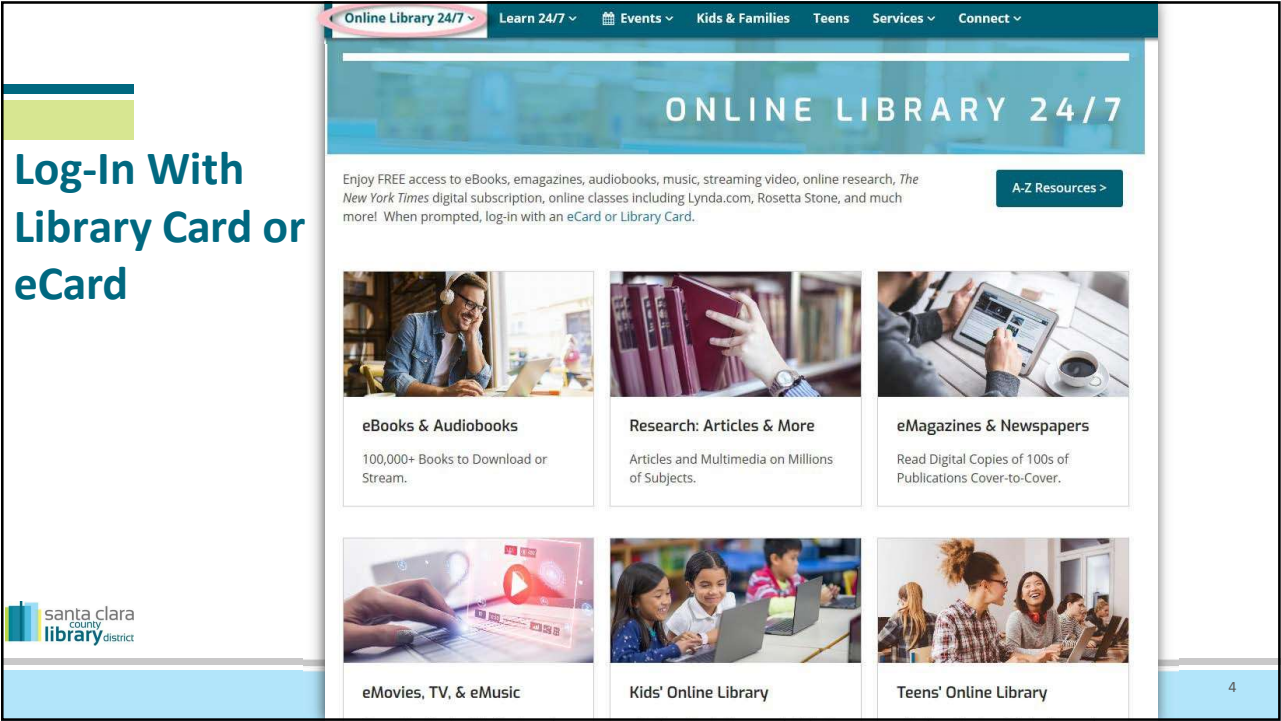 Online Library 24/7 Learn 24/7 Events Kids & Families Teens Services Connect
ONLINE LIBRARY 24/7
Log-In With
Library Card or
eCard
Enjoy FREE access to eBooks, emagazines, audiobooks, music, streaming video, online research, The
New York Times digital subscription, online classes including Lynda.com, Rosetta Stone, and much
more! When prompted, log-in with an eCard or Library Card.
A-Z Resources >
eBooks & Audiobooks
100,000+ Books to Download or
Stream.
Research: Articles & More
Articles and Multimedia on Millions
of Subjects.
eMagazines & Newspapers
Read Digital Copies of 100s of
Publications Cover-to-Cover.
eMovies, TV, & eMusic
Kids' Online Library
Teens' Online Library
santa clara
county
library district
4